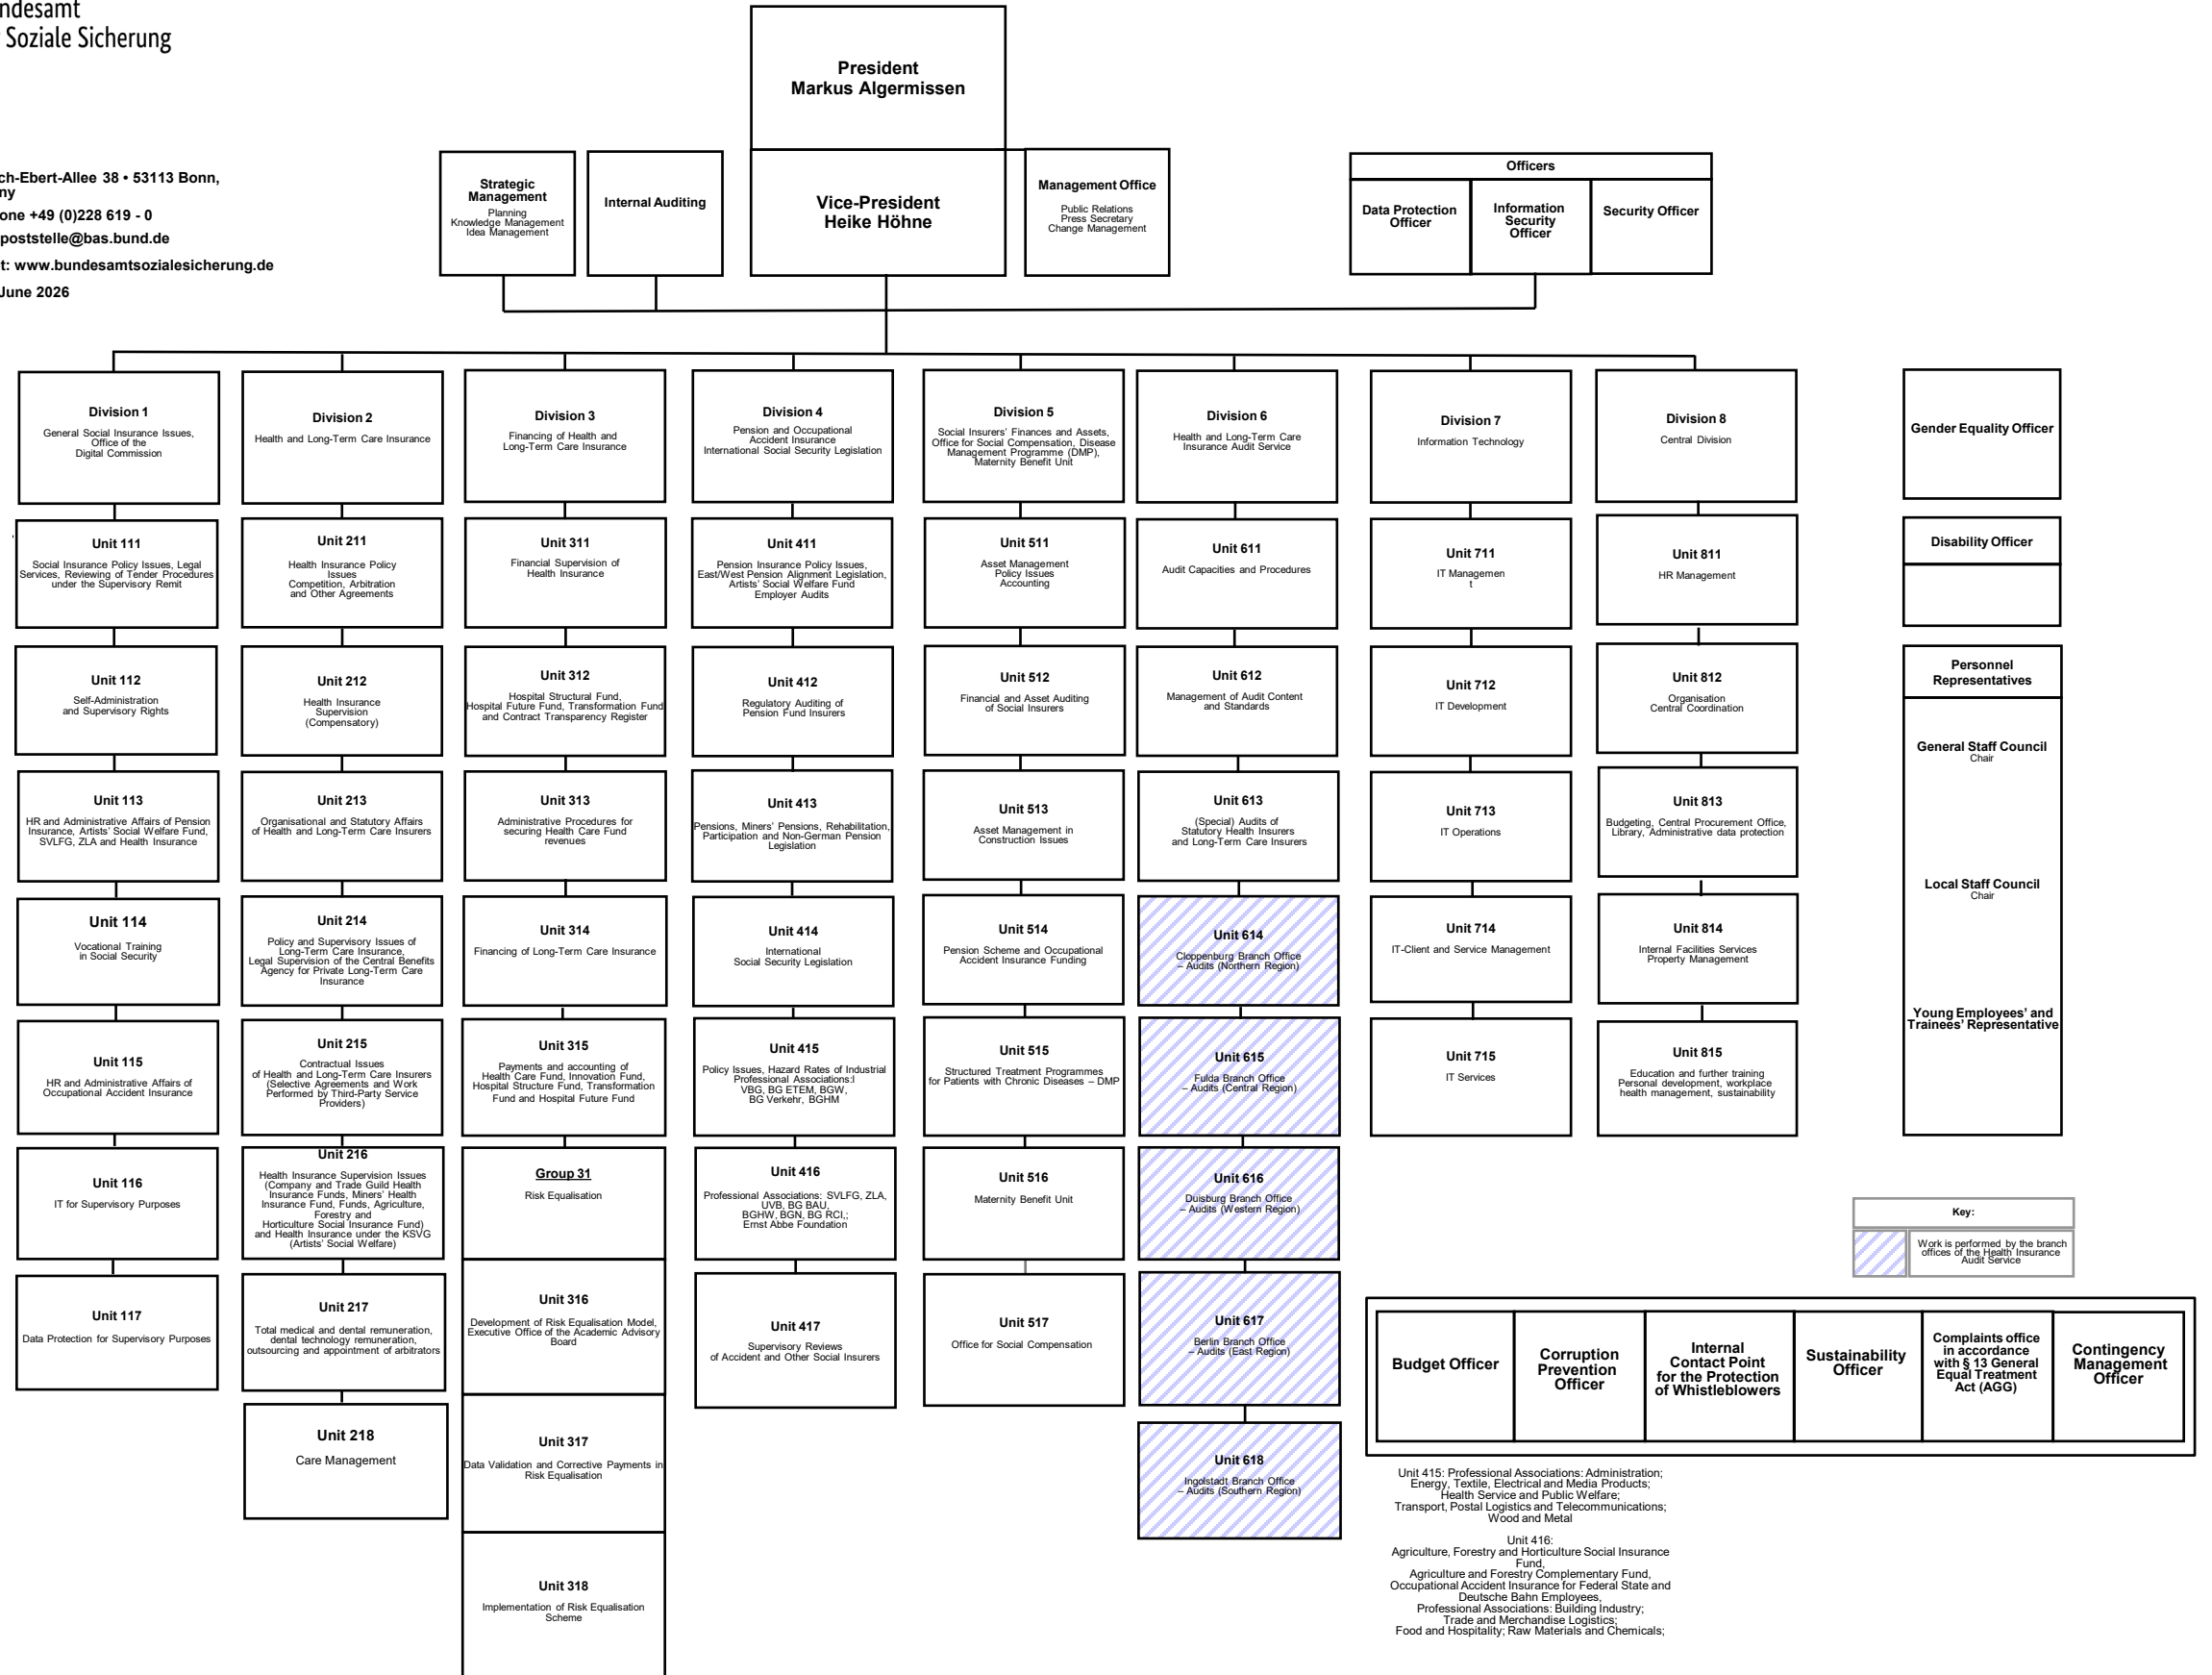 ndesamt
Soziale Sicherung
ch-Ebert-Allee 38 • 53113 Bonn,
ny
one +49 (0)228 619 - 0
poststelle@bas.bund.de
t: www.bundesamtsozialesicherung.de
June 2026
President
Markus Algermissen
Strategic
Management
Planning
Knowledge Management
Idea Management
Internal Auditing
Vice-President
Heike Höhne
Management Office
Public Relations
Press Secretary
Change Management
Officers
Data Protection
Officer
Information
Security
Officer
Security Officer
Division 1
General Social Insurance Issues,
Office of the
Digital Commission
Division 2
Health and Long-Term Care Insurance
Division 3
Financing of Health and
Long-Term Care Insurance
Division 4
Pension and Occupational
Accident Insurance
International Social Security Legislation
Division 5
Social Insurers' Finances and Assets,
Office for Social Compensation, Disease
Management Programme (DMP),
Maternity Benefit Unit
Division 6
Health and Long-Term Care
Insurance Audit Service
Division 7
Information Technology
Division 8
Central Division
Gender Equality Officer
Unit 111
Social Insurance Policy Issues, Legal
Services, Reviewing of Tender Procedures
under the Supervisory Remit
Unit 211
Health Insurance Policy
Issues
Competition, Arbitration
and Other Agreements
Unit 311
Financial Supervision of
Health Insurance
Unit 411
Pension Insurance Policy Issues,
East/West Pension Alignment Legislation,
Artists' Social Welfare Fund
Employer Audits
Unit 511
Asset Management
Policy Issues
Accounting
Unit 611
Audit Capacities and Procedures
Unit 711
IT Managemen
t
Unit 811
HR Management
Disability Officer
Unit 112
Self-Administration
and Supervisory Rights
Unit 212
Health Insurance
Supervision
(Compensatory)
Unit 312
Hospital Structural Fund,
Hospital Future Fund, Transformation Fund
and Contract Transparency Register
Unit 412
Regulatory Auditing of
Pension Fund Insurers
Unit 512
Financial and Asset Auditing
of Social Insurers
Unit 612
Management of Audit Content
and Standards
Unit 712
IT Development
Unit 812
Organisation
Central Coordination
Personnel
Representatives
General Staff Council
Chair
Local Staff Council
Chair
Young Employees' and
Trainees' Representative
Unit 113
HR and Administrative Affairs of Pension
Insurance, Artists' Social Welfare Fund,
SVLFG, ZLA and Health Insurance
Unit 213
Organisational and Statutory Affairs
of Health and Long-Term Care Insurers
Unit 313
Administrative Procedures for
securing Health Care Fund
revenues
Unit 413
Pensions, Miners' Pensions, Rehabilitation,
Participation and Non-German Pension
Legislation
Unit 513
Asset Management in
Construction Issues
Unit 613
(Special) Audits of
Statutory Health Insurers
and Long-Term Care Insurers
Unit 713
IT Operations
Unit 813
Budgeting, Central Procurement Office,
Library, Administrative data protection
Unit 114
Vocational Training
in Social Security
Unit 214
Policy and Supervisory Issues of
Long-Term Care Insurance,
Legal Supervision of the Central Benefits
Agency for Private Long-Term Care
Insurance
Unit 314
Financing of Long-Term Care Insurance
Unit 414
International
Social Security Legislation
Unit 514
Pension Scheme and Occupational
Accident Insurance Funding
Unit 614
Cloppenburg Branch Office
– Audits (Northern Region)
Unit 714
IT-Client and Service Management
Unit 814
Internal Facilities Services
Property Management
Unit 115
HR and Administrative Affairs of
Occupational Accident Insurance
Unit 215
Contractual Issues
of Health and Long-Term Care Insurers
(Selective Agreements and Work
Performed by Third-Party Service
Providers)
Unit 315
Payments and accounting of
Health Care Fund, Innovation Fund,
Hospital Structure Fund, Transformation
Fund and Hospital Future Fund
Unit 415
Policy Issues, Hazard Rates of Industrial
Professional Associations:l
VBG, BG ETEM, BGW,
BG Verkehr, BGHM
Unit 515
Structured Treatment Programmes
for Patients with Chronic Diseases – DMP
Unit 615
Fulda Branch Office
– Audits (Central Region)
Unit 715
IT Services
Unit 815
Education and further training
Personal development, workplace
health management, sustainability
Unit 116
IT for Supervisory Purposes
Unit 216
Health Insurance Supervision Issues
(Company and Trade Guild Health
Insurance Funds, Miners' Health
Insurance Fund, Funds, Agriculture,
Forestry and
Horticulture Social Insurance Fund)
and Health Insurance under the KSVG
(Artists' Social Welfare)
Group 31
Risk Equalisation
Unit 416
Professional Associations: SVLFG, ZLA,
UVB, BG BAU,
BGHW, BGN, BG RCI,;
Ernst Abbe Foundation
Unit 516
Maternity Benefit Unit
Unit 616
Duisburg Branch Office
– Audits (Western Region)
Key:
Work is performed by the branch
offices of the Health Insurance
Audit Service
Unit 117
Data Protection for Supervisory Purposes
Unit 217
Total medical and dental remuneration,
dental technology remuneration,
outsourcing and appointment of arbitrators
Unit 316
Development of Risk Equalisation Model,
Executive Office of the Academic Advisory
Board
Unit 417
Supervisory Reviews
of Accident and Other Social Insurers
Unit 517
Office for Social Compensation
Unit 617
Berlin Branch Office
– Audits (East Region)
Budget Officer
Corruption
Prevention
Officer
Internal
Contact Point
for the Protection
of Whistleblowers
Sustainability
Officer
Complaints office
in accordance
with § 13 General
Equal Treatment
Act (AGG)
Contingency
Management
Officer
Unit 218
Care Management
Unit 317
Data Validation and Corrective Payments in
Risk Equalisation
Unit 618
Ingolstadt Branch Office
– Audits (Southern Region)
Unit 318
Implementation of Risk Equalisation
Scheme
Unit 415: Professional Associations: Administration;
Energy, Textile, Electrical and Media Products;
Health Service and Public Welfare;
Transport, Postal Logistics and Telecommunications;
Wood and Metal
Unit 416:
Agriculture, Forestry and Horticulture Social Insurance
Fund,
Agriculture and Forestry Complementary Fund,
Occupational Accident Insurance for Federal State and
Deutsche Bahn Employees,
Professional Associations: Building Industry;
Trade and Merchandise Logistics;
Food and Hospitality; Raw Materials and Chemicals;